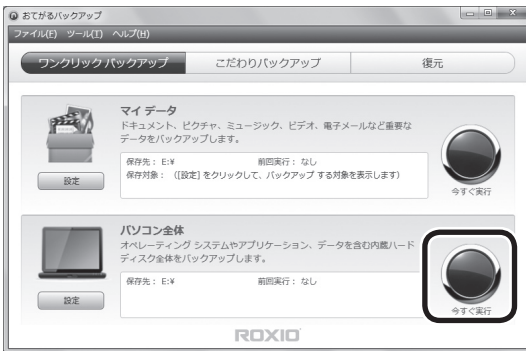 おてがるバックアップ
ファイル(F) ツール(T) ヘルプ(H)
ワンクリックバックアップ こだわりバックアップ 復元
マイ データ
ドキュメント、ピクチャ、ミュージック、ビデオ、電子メールなど重要な
データをバックアップします。
保存先： E:¥ 前回実行： なし
保存対象： （[設定] をクリックして、バックアップ する対象を表示します）
設定
今すぐ実行
パソコン全体
オペレーティング システムやアプリケーション、データを含む内蔵ハード
ディスク全体をバックアップします。
保存先： E:¥ 前回実行： なし
設定
今すぐ実行
ROXIO